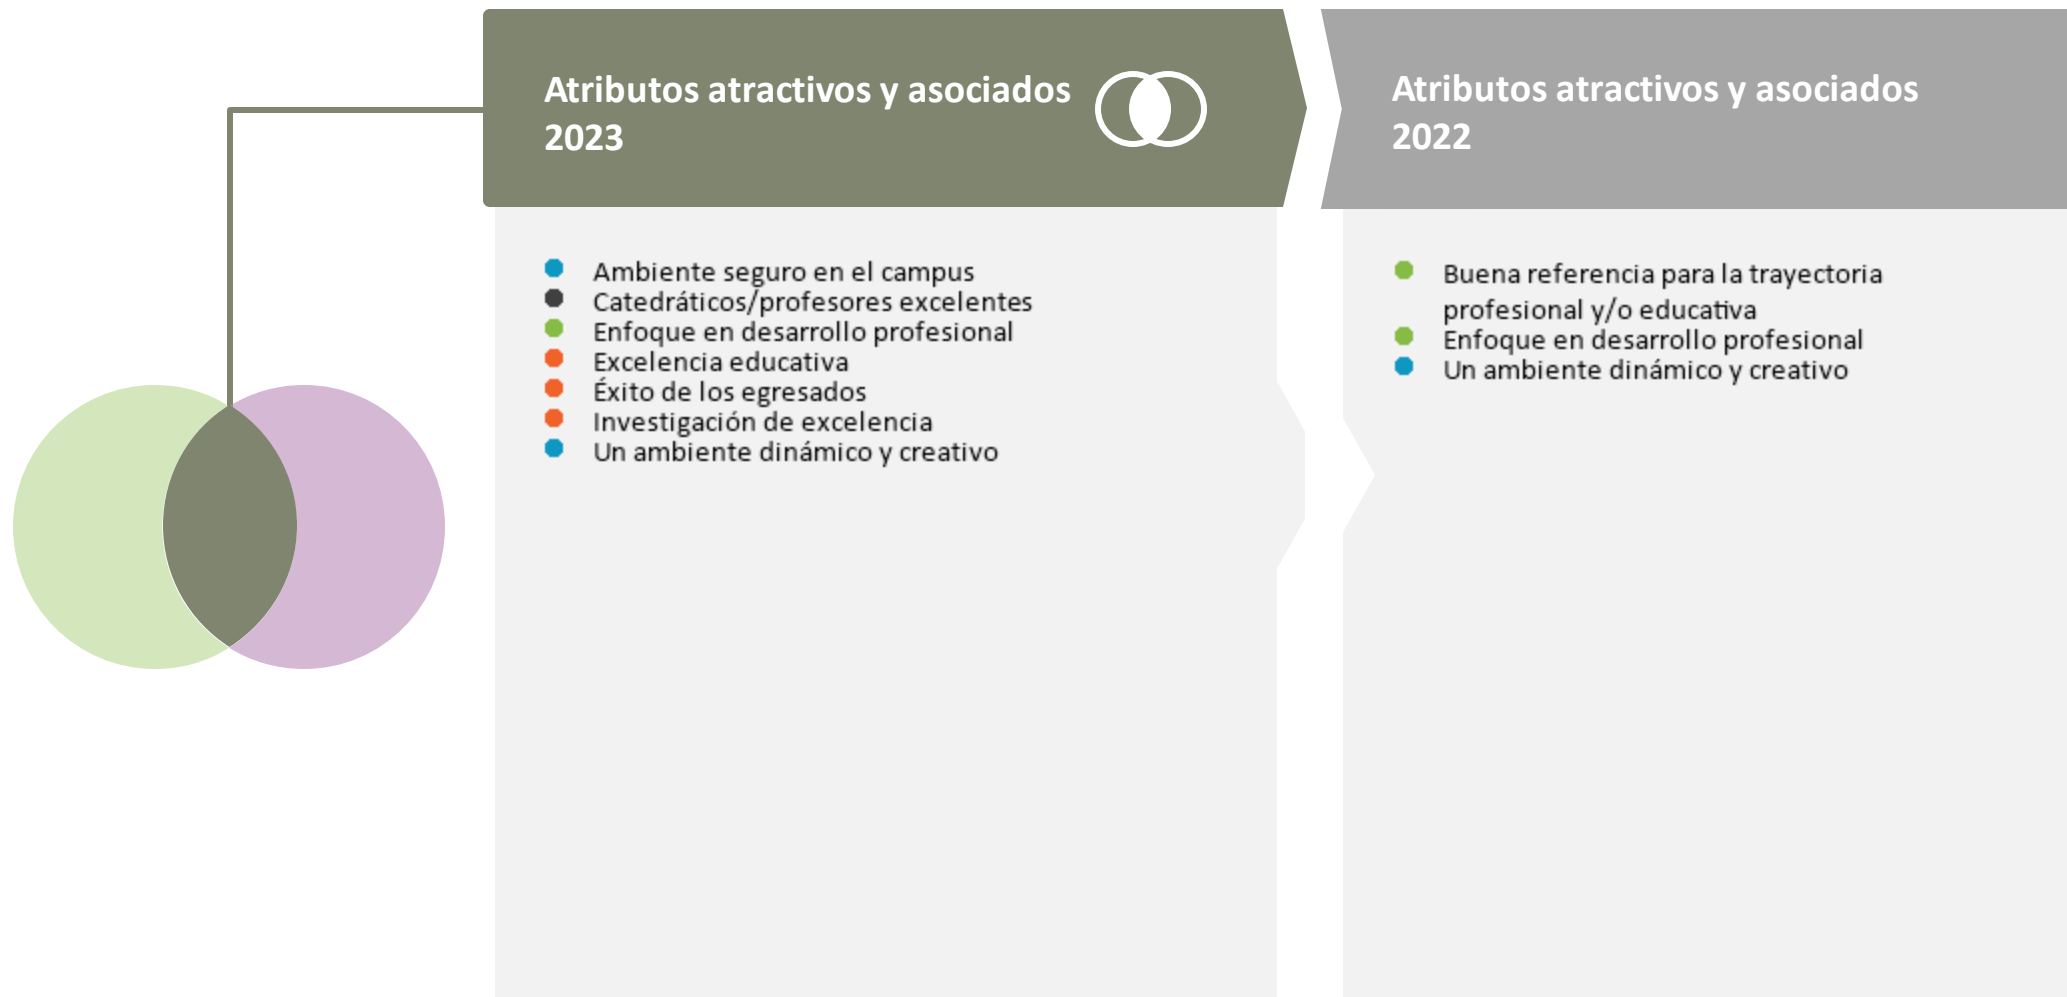 Atributos atractivos y asociados
2023
Ambiente seguro en el campus
Catedráticos/profesores excelentes
Enfoque en desarrollo profesional
Excelencia educativa
Éxito de los egresados
Investigación de excelencia
Un ambiente dinámico y creativo
Atributos atractivos y asociados
2022
Buena referencia para la trayectoria
profesional y/o educativa
Enfoque en desarrollo profesional
Un ambiente dinámico y creativo